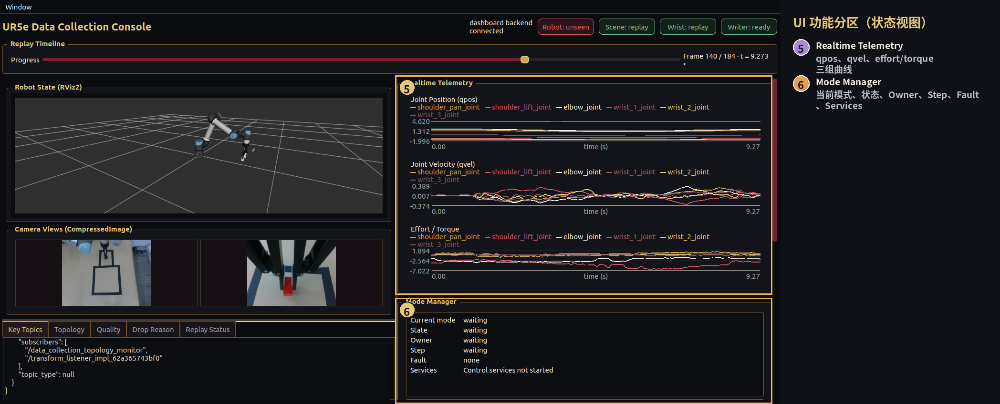 Window
UR5e Data Collection Console
dashboard backend
connected
Robot: unseen
Scene: replay
Wrist: replay
Writer: ready
Replay Timeline
Progress
Frame 140 / 184 · t = 9.273
s
Robot State (RViz2)
Camera Views (CompressedImage)
Key Topics
Topology
Quality
Drop Reason
Replay Status
"subscribers": [
"/data_collection_topology_monitor",
"/transform_listener_impl_62a365743bf0"
],
"topic_type": null
}
}
5
altime Telemetry
Joint Position (qpos)
shoulder_pan_joint shoulder_lift_joint elbow_joint wrist_1_joint wrist_2_joint
wrist_3_joint
4.620
1.312
-1.996
0.00 time (s) 9.27
Joint Velocity (qvel)
shoulder_pan_joint shoulder_lift_joint elbow_joint wrist_1_joint wrist_2_joint
wrist_3_joint
0.389
0.007
-0.374
0.00 time (s) 9.27
Effort / Torque
shoulder_pan_joint shoulder_lift_joint elbow_joint wrist_1_joint wrist_2_joint
wrist_3_joint
1.894
-2.564
-7.022
0.00 time (s) 9.27
6
Mode Manager
Current mode waiting
State waiting
Owner waiting
Step waiting
Fault none
Services Control services not started
UI 功能分区（状态视图）
5
Realtime Telemetry
qpos、qvel、effort/torque
三组曲线
6
Mode Manager
当前模式、状态、Owner、Step、Fault
、Services